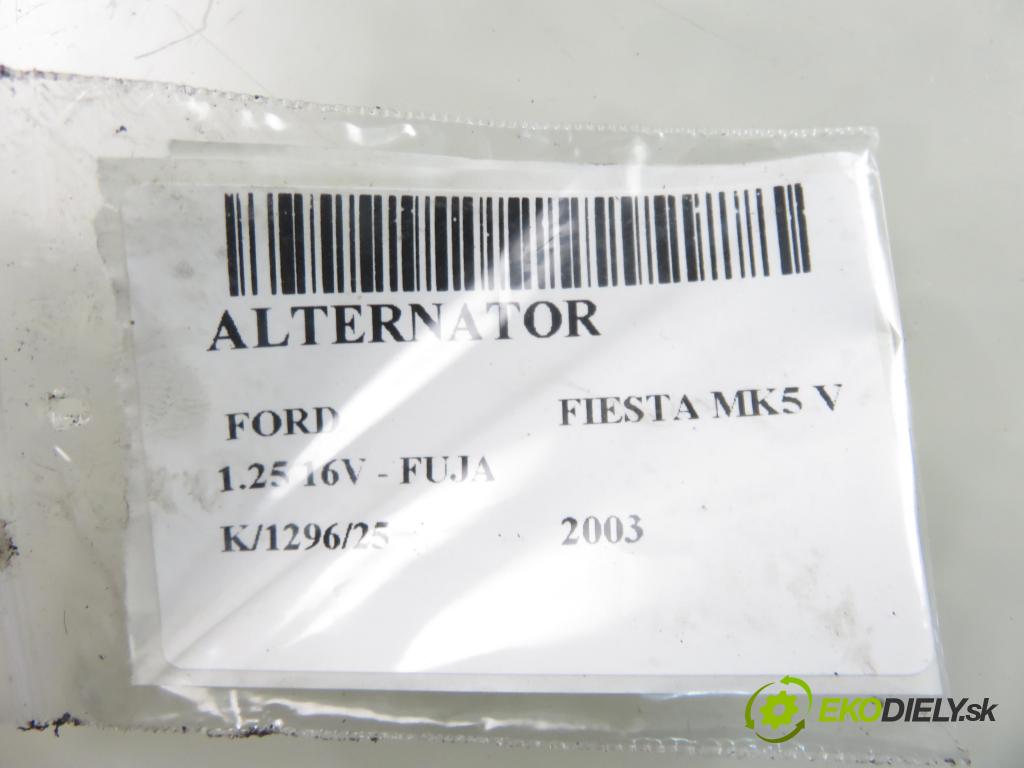 ALTERNATOR
FORD FIESTA MK5 V
1.25 16V - FUJA
K/1296/25 2003
EKODIELY.sk